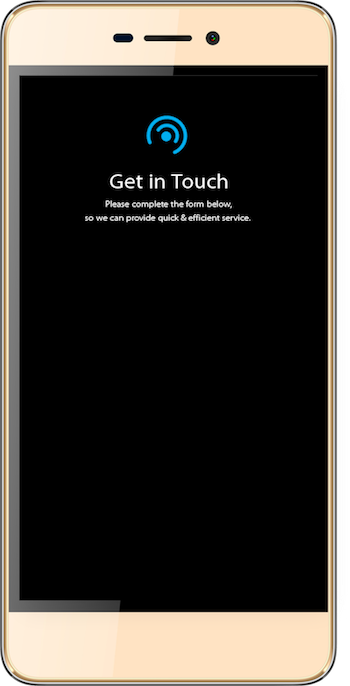 Get in Touch
Please complete the form below,
so we can provide quick & efficient service.